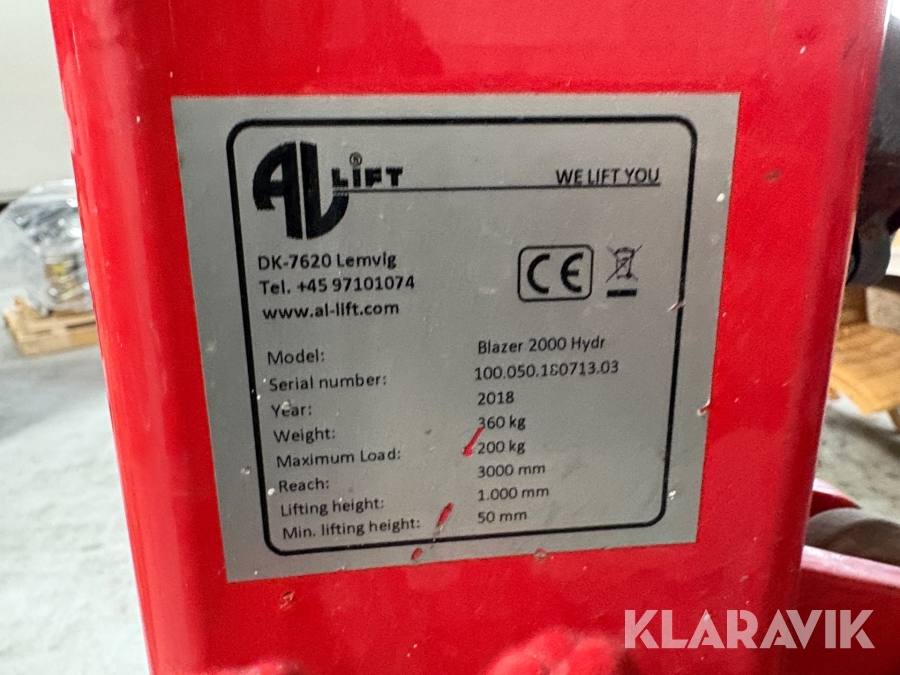 AL LiFT ®
WE LIFT YOU
DK-7620 Lemvig
Tel. +45 97101074
www.al-lift.com
CE
Model: Blazer 2000 Hydr
Serial number: 100.050.180713.03
Year: 2018
Weight: 360 kg
Maximum Load: 200 kg
Reach: 3000 mm
Lifting height: 1.000 mm
Min. lifting height: 50 mm
KLARAVIK